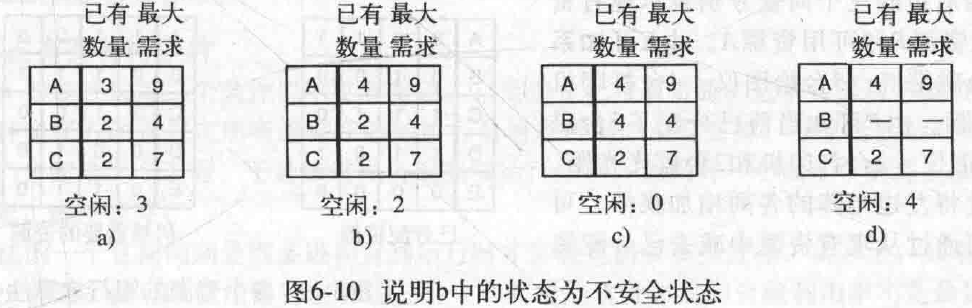 已有 最大
数量 需求
A 3 9
B 2 4
C 2 7
空闲：3
a)
已有 最大
数量 需求
A 4 9
B 2 4
C 2 7
空闲：2
b)
已有 最大
数量 需求
A 4 9
B 4 4
C 2 7
空闲：0
c)
已有 最大
数量 需求
A 4 9
B — —
C 2 7
空闲：0
d)
图6-10 说明b中的状态为不安全状态